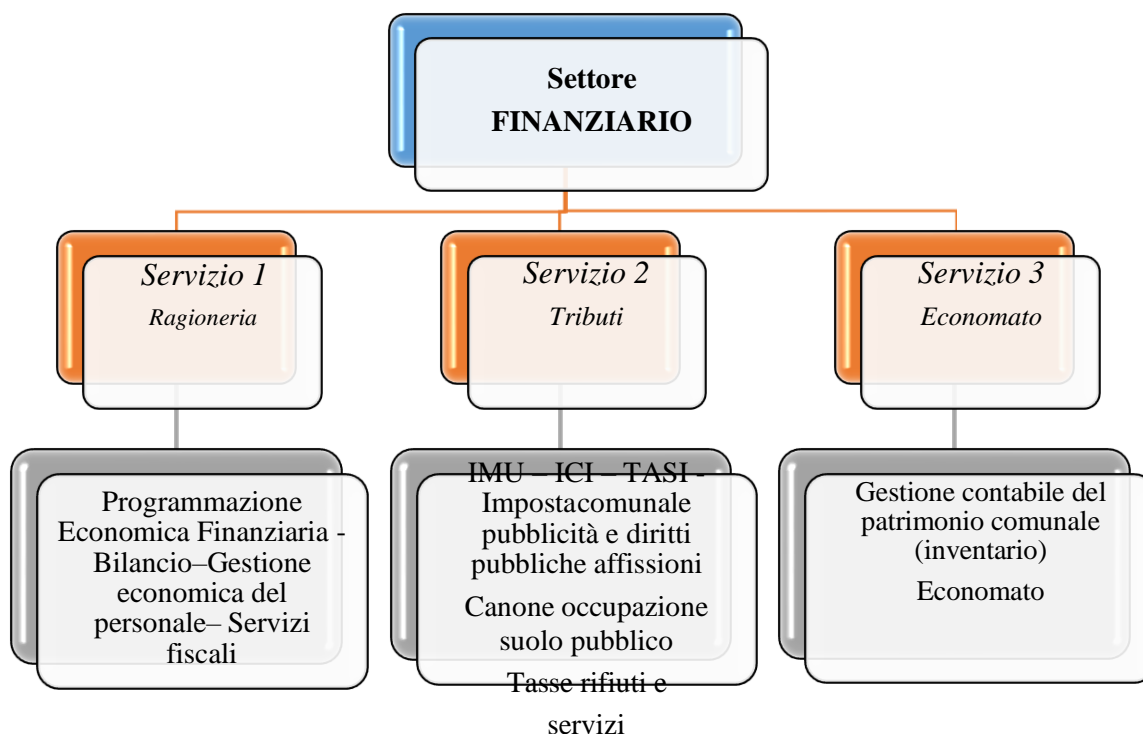 Settore
FINANZIARIO
Servizio 1
Ragioneria
Servizio 2
Tributi
Servizio 3
Economato
Programmazione
Economica Finanziaria -
Bilancio–Gestione
economica del
personale– Servizi
fiscali
IMU – ICI – TASI -
Impostacomunale
pubblicità e diritti
pubbliche affissioni
Canone occupazione
suolo pubblico
Tasse rifiuti e
servizi
Gestione contabile del
patrimonio comunale
(inventario)
Economato